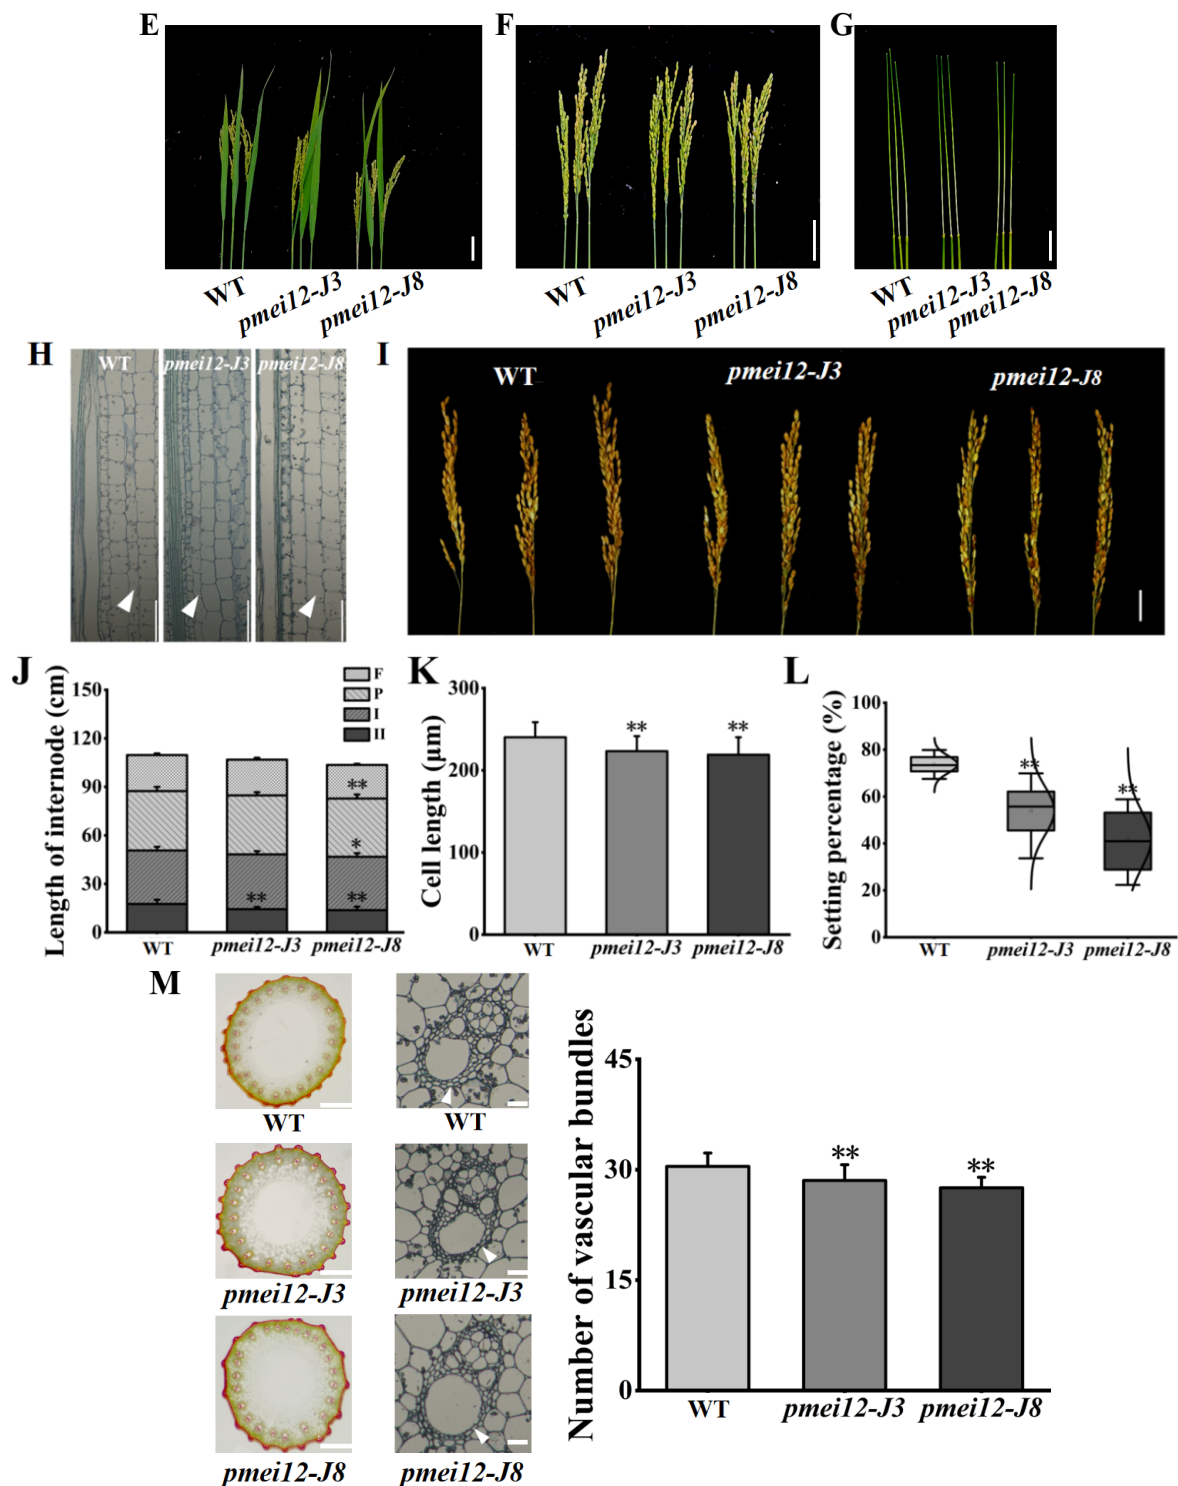 E
F
G
WT
pmei12-J3
pmei12-J8
WT
pmei12-J3
pmei12-J8
WT
pmei12-J3
pmei12-J8
H
WT
pmei12-J3
pmei12-J8
I
WT
pmei12-J3
pmei12-J8
J
Length of internode (cm)
150
120
90
60
30
0
F
P
I
II
**
*
**
**
WT
pmei12-J3
pmei12-J8
K
Cell length (μm)
300
200
100
0
**
**
WT
pmei12-J3
pmei12-J8
L
Setting percentage (%)
100
80
60
40
20
0
**
**
WT
pmei12-J3
pmei12-J8
M
WT
WT
pmei12-J3
pmei12-J3
pmei12-J8
pmei12-J8
Number of vascular bundles
45
30
15
0
**
**
WT
pmei12-J3
pmei12-J8